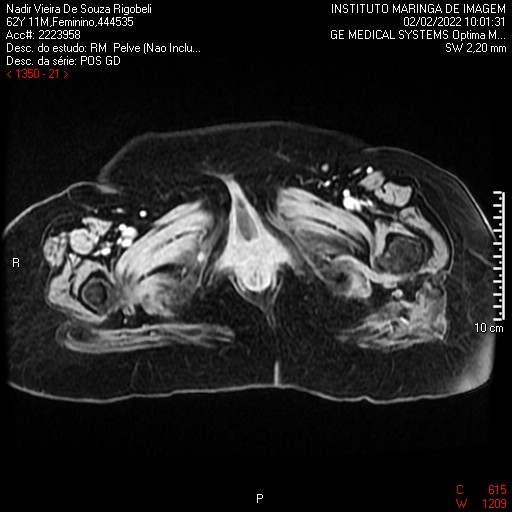 Nadir Vieira De Souza Rigobeli
62Y 11M,Feminino,444535
Acc#: 2223958
Desc. do estudo: RM Pelve (Nao Inclu...
Desc. da série: POS GD
< 1350 - 21 >
INSTITUTO MARINGA DE IMAGEM
02/02/2022 10:01:31
GE MEDICAL SYSTEMS Optima M...
SW 2,20 mm
R
10 cm
P
C 615
W 1209